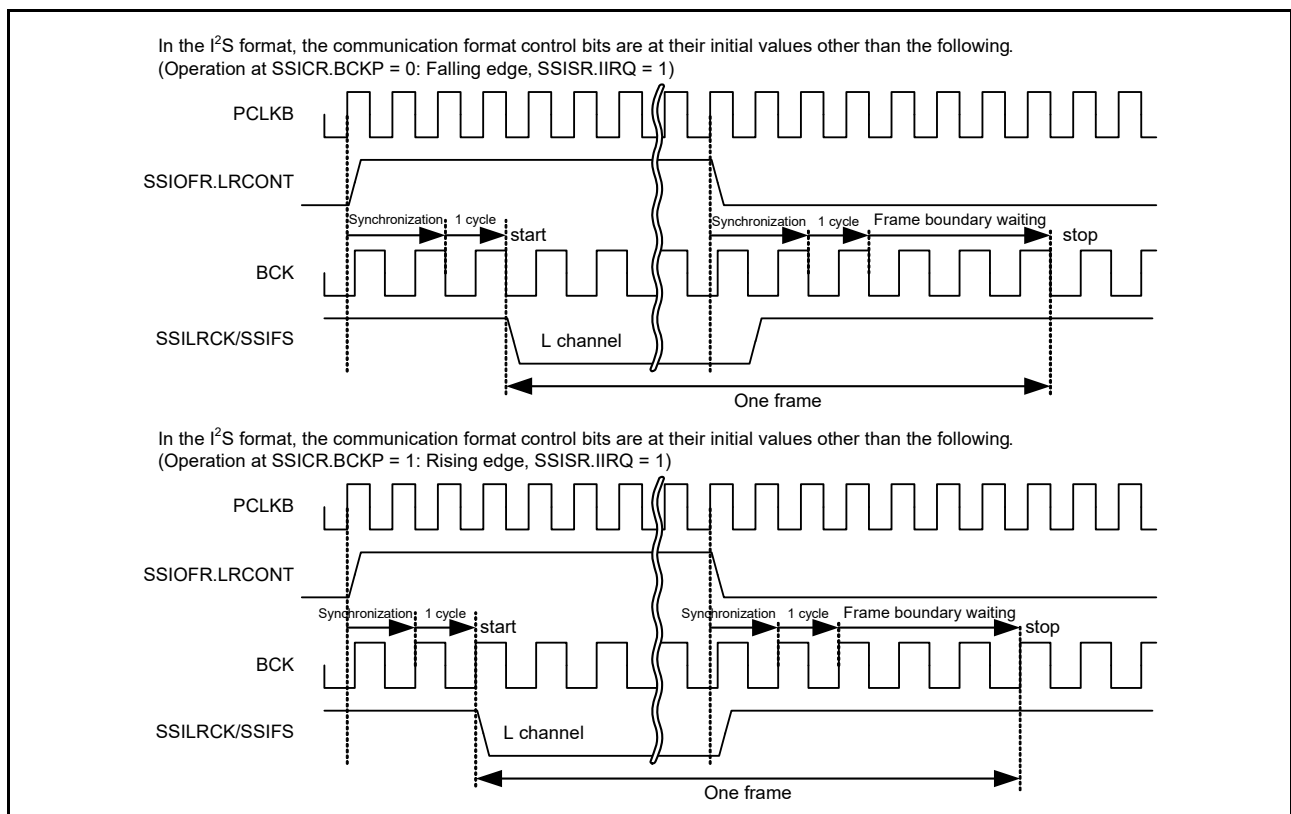 In the I²S format, the communication format control bits are at their initial values other than the following.
(Operation at SSICR.BCKP = 0: Falling edge, SSISR.IIRQ = 1)
PCLKB
SSIOFR.LRCONT
Synchronization 1 cycle start Synchronization 1 cycle Frame boundary waiting stop
BCK
SSILRCK/SSIFS L channel
One frame
In the I²S format, the communication format control bits are at their initial values other than the following.
(Operation at SSICR.BCKP = 1: Rising edge, SSISR.IIRQ = 1)
PCLKB
SSIOFR.LRCONT
Synchronization 1 cycle start Synchronization 1 cycle Frame boundary waiting stop
BCK
SSILRCK/SSIFS L channel
One frame